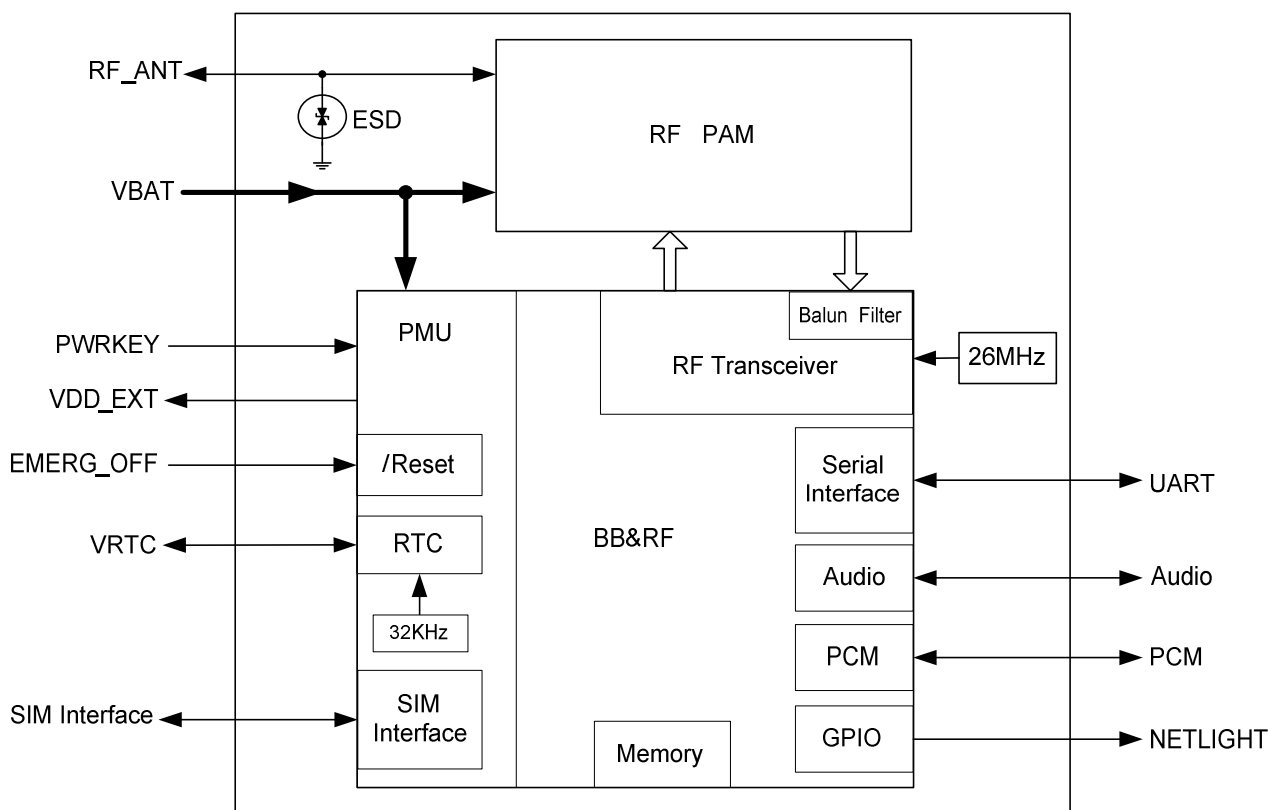 RF_ANT
ESD
RF PAM
VBAT
PMU
Balun Filter
PWRKEY
RF Transceiver
26MHz
VDD_EXT
EMERG_OFF
/Reset
Serial
Interface
UART
VRTC
RTC
BB&RF
Audio
Audio
32KHz
PCM
PCM
SIM Interface
SIM
Interface
Memory
GPIO
NETLIGHT